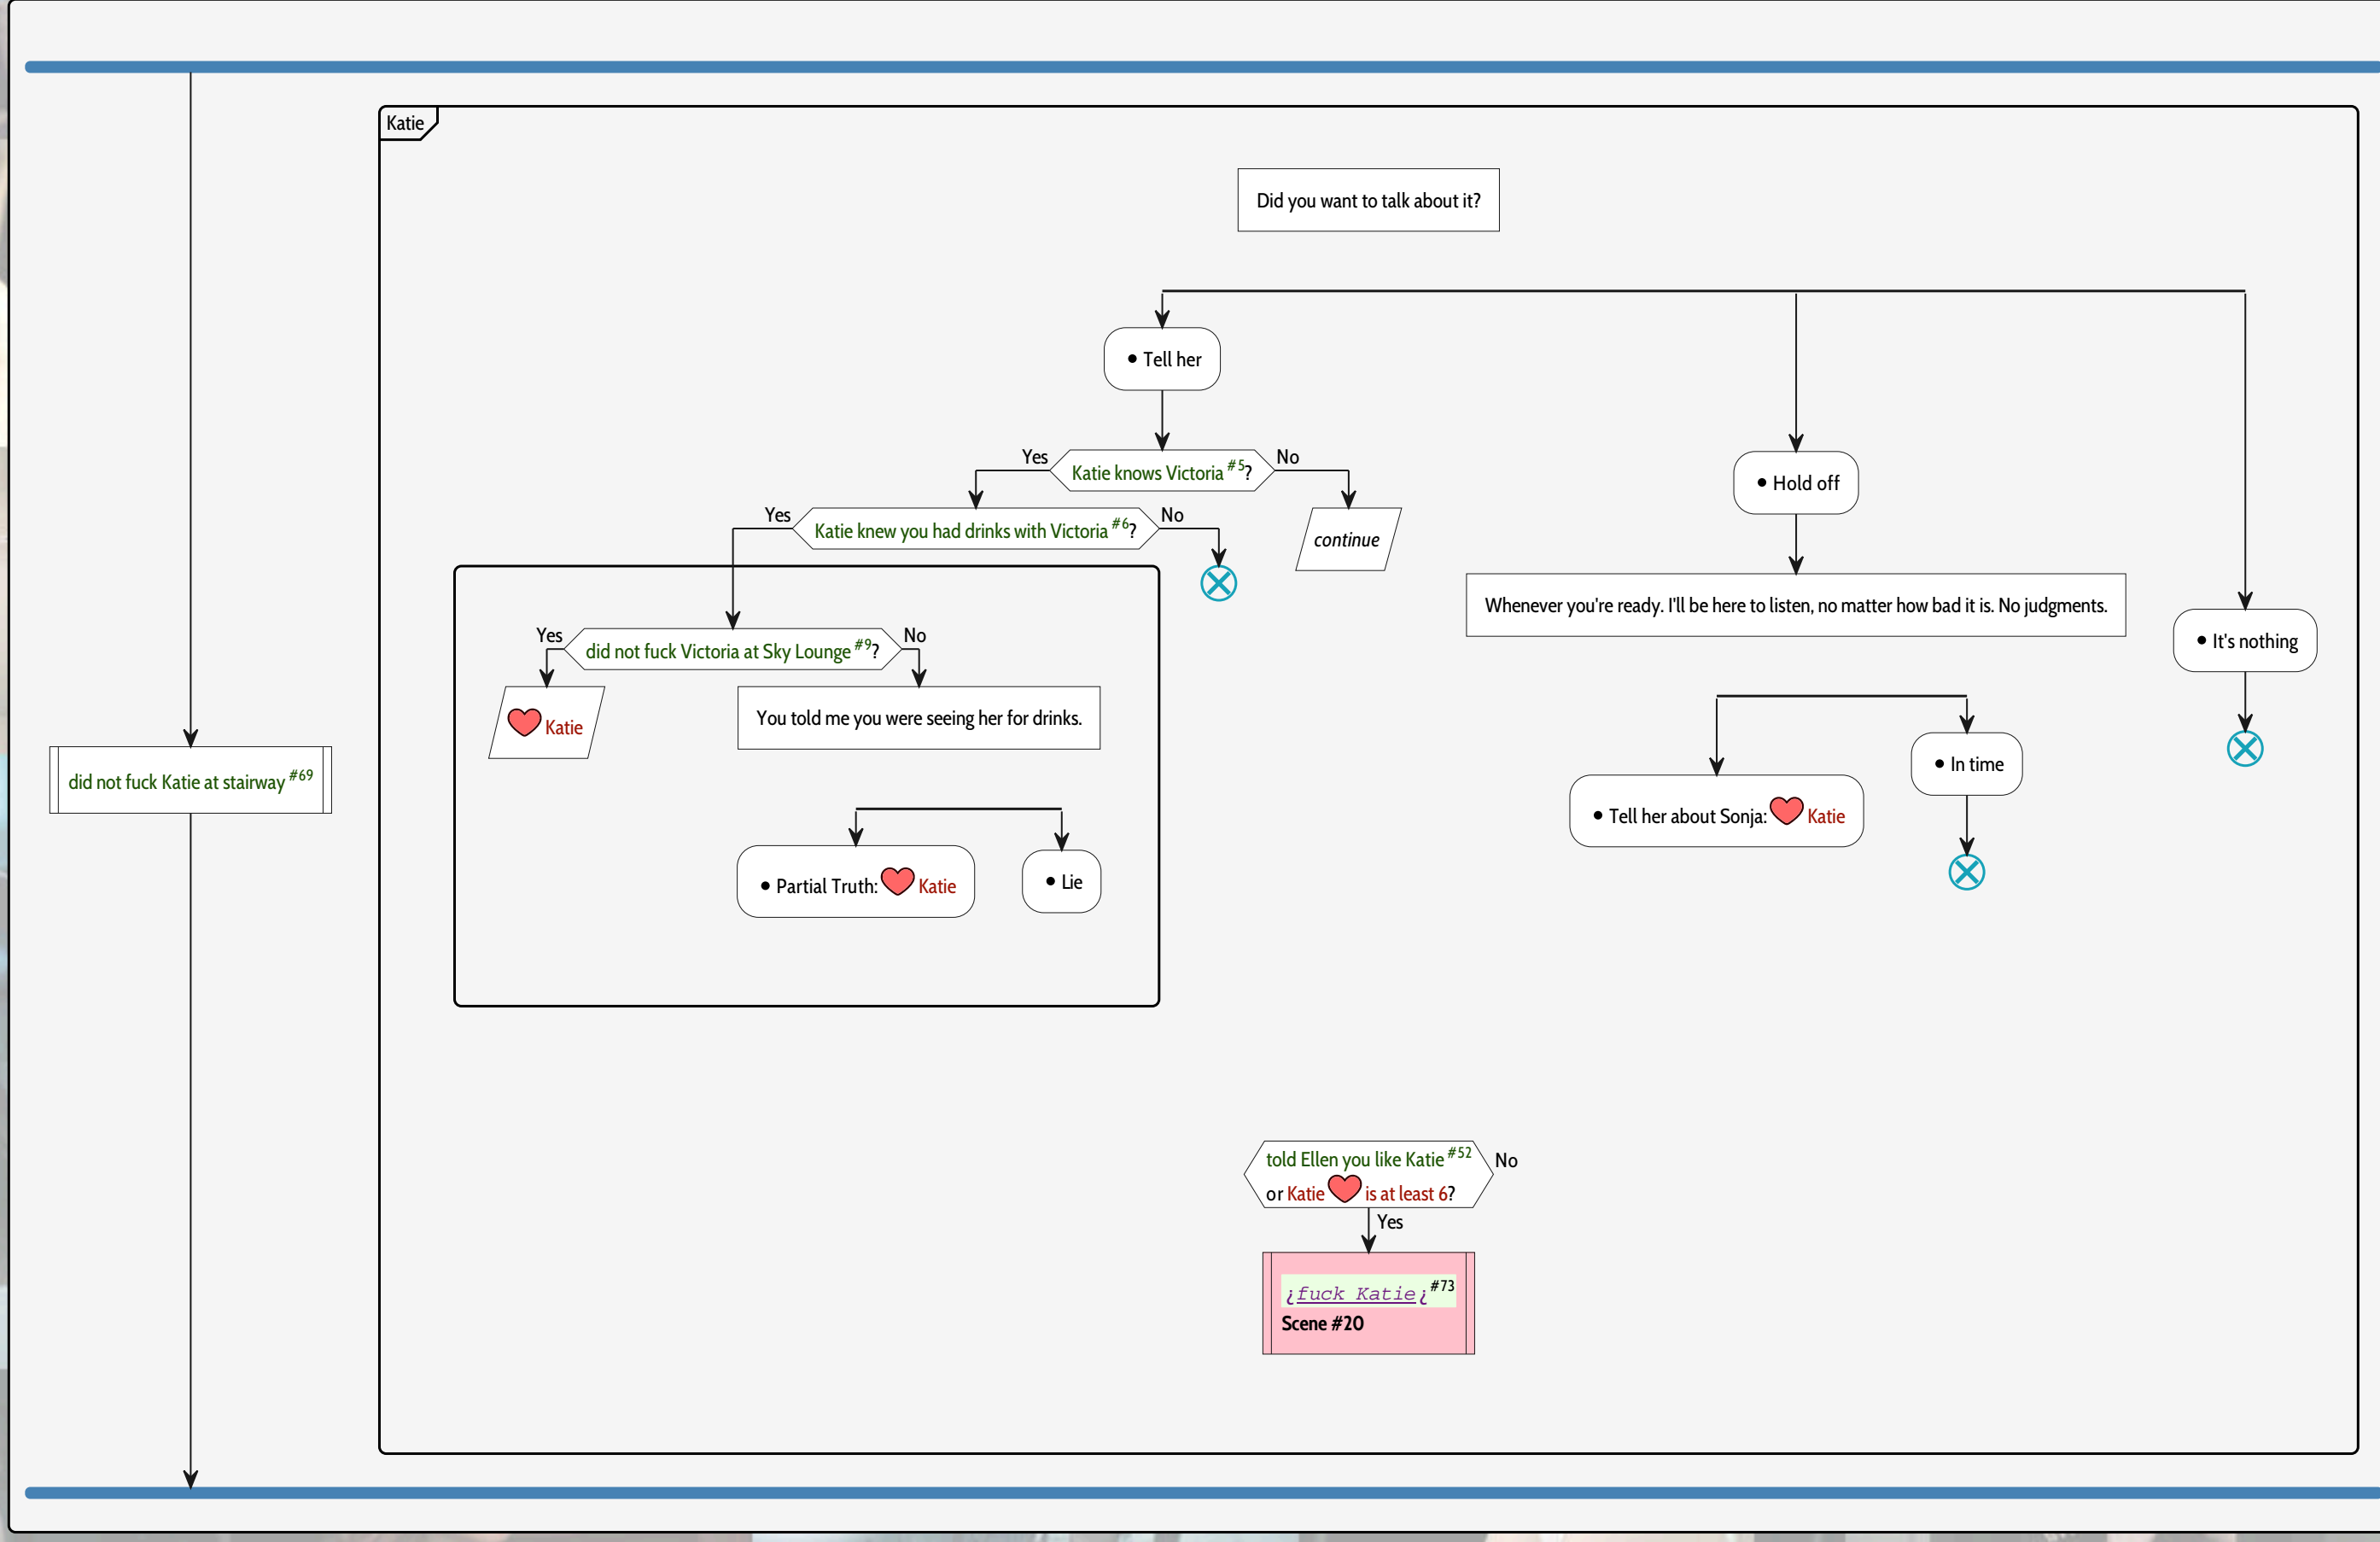 Katie
Did you want to talk about it?
• Tell her
Yes
Katie knows Victoria #5?
No
• Hold off
Yes
Katie knew you had drinks with Victoria #6?
No
continue
Whenever you're ready. I'll be here to listen, no matter how bad it is. No judgments.
• It's nothing
Yes
did not fuck Victoria at Sky Lounge #9?
No
Katie
You told me you were seeing her for drinks.
did not fuck Katie at stairway #69
• In time
• Tell her about Sonja: Katie
• Partial Truth: Katie
• Lie
told Ellen you like Katie #52
or Katie is at least 6?
No
Yes
¿fuck Katie¿ #73
Scene #20